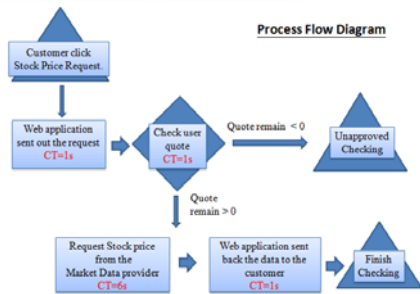 Process Flow Diagram
Customer click
Stock Price Request.
Web application
sent out the request
CT=1s
Check user
quote
CT=1s
Quote remain < 0
Unapproved
Checking
Quote
remain > 0
Request Stock price
from the
Market Data provider
CT=6s
Web application sent
back the data to the
customer
CT=1s
Finish
Checking